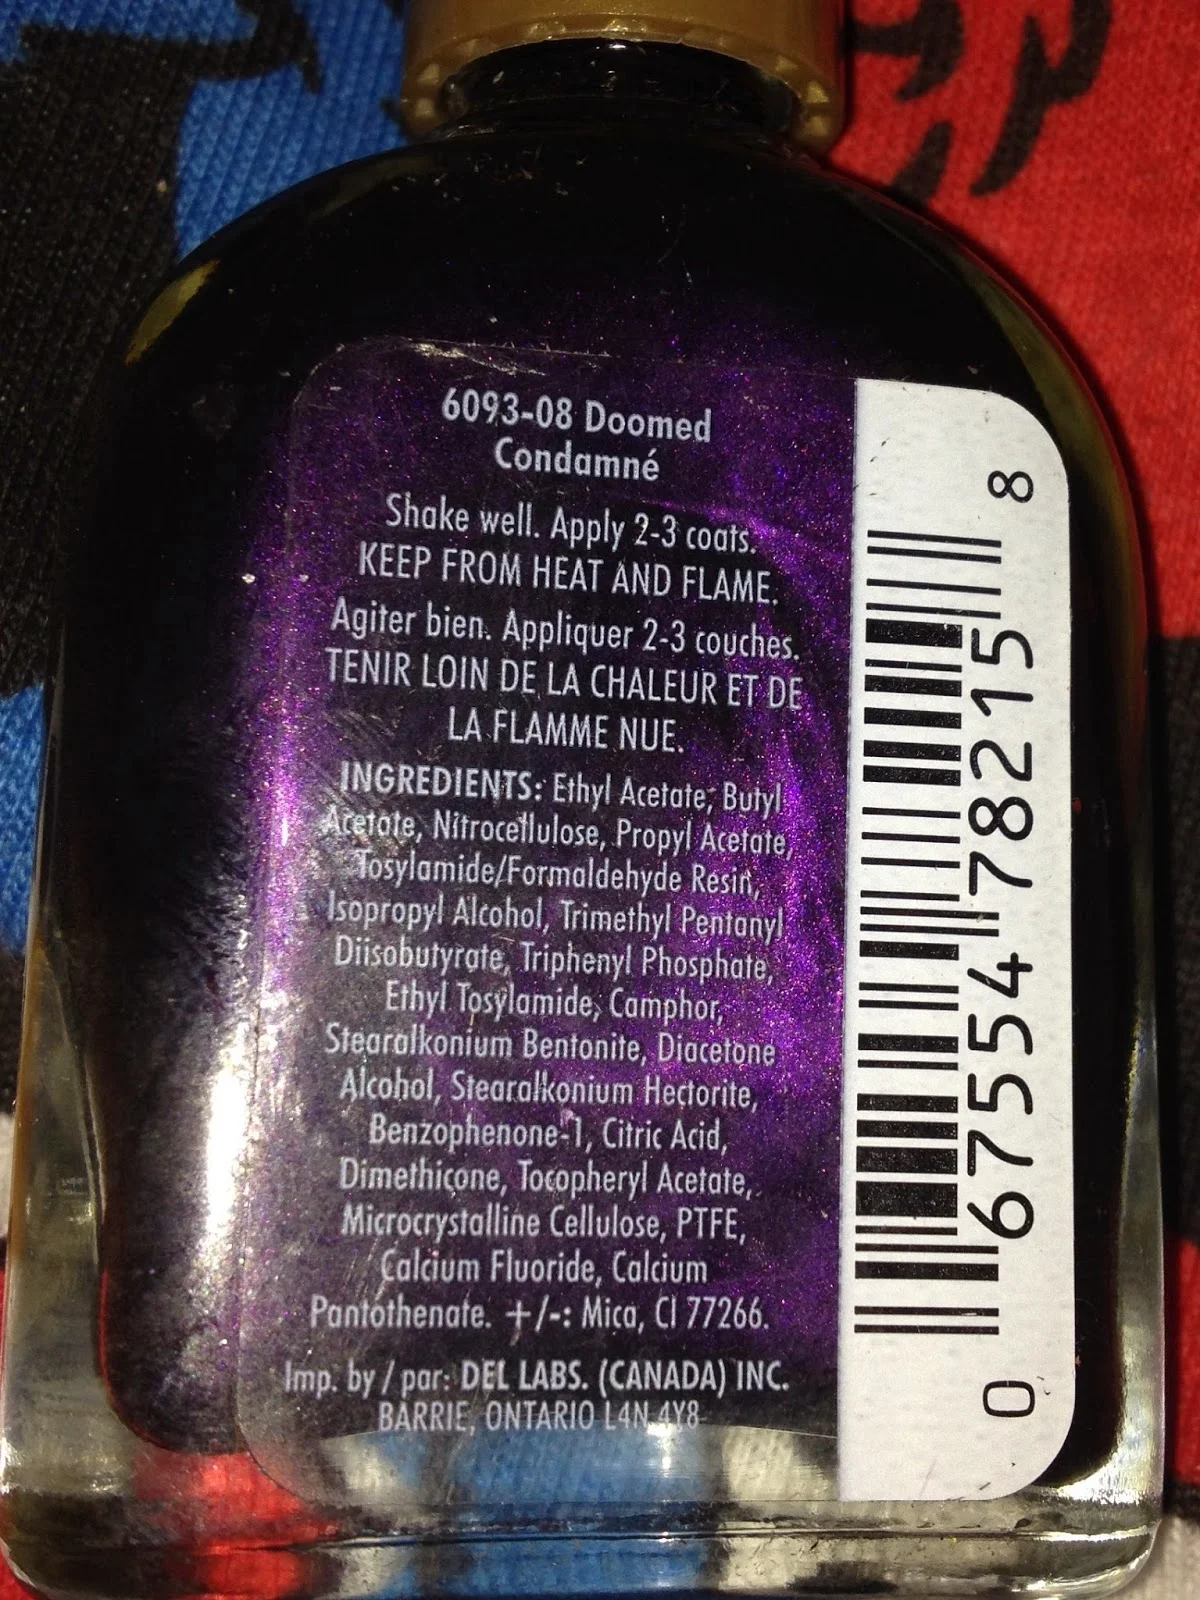 6093-08 Doomed
Condamné
Shake well. Apply 2-3 coats.
KEEP FROM HEAT AND FLAME.
Agiter bien. Appliquer 2-3 couches.
TENIR LOIN DE LA CHALEUR ET DE
LA FLAMME NUE.
INGREDIENTS: Ethyl Acetate, Butyl
Acetate, Nitrocellulose, Propyl Acetate,
Tosylamide/Formaldehyde Resin,
Isopropyl Alcohol, Trimethyl Pentanyl
Diisobutyrate, Triphenyl Phosphate,
Ethyl Tosylamide, Camphor,
Stearalkonium Bentonite, Diacetone
Alcohol, Stearalkonium Hectorite,
Benzophenone-1, Citric Acid,
Dimethicone, Tocopheryl Acetate,
Microcrystalline Cellulose, PTFE,
Calcium Fluoride, Calcium
Pantothenate. +/-: Mica, CI 77266.
Imp. by / par: DEL LABS. (CANADA) INC.
BARRIE, ONTARIO L4N 4Y8
0 67554 78215 8